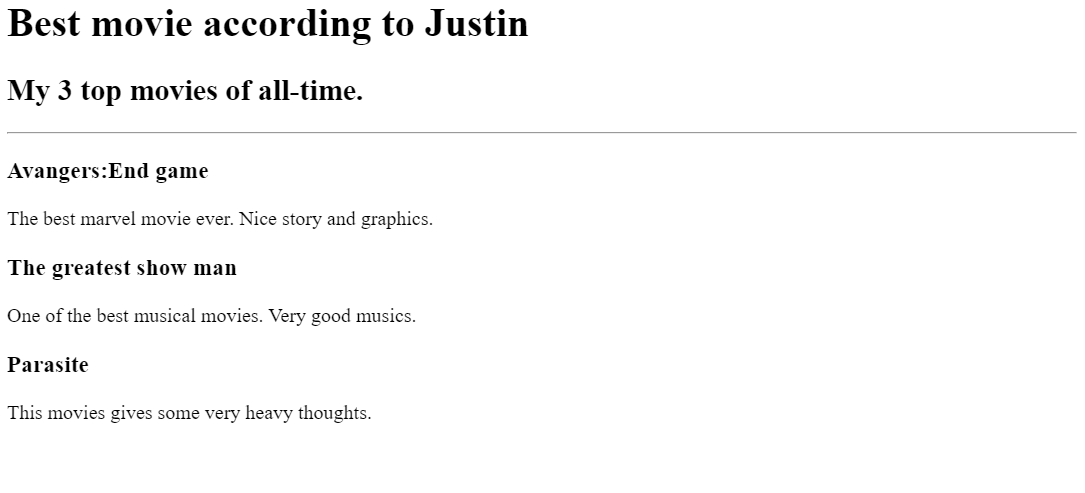 Best movie according to Justin
My 3 top movies of all-time.
Avangers:End game
The best marvel movie ever. Nice story and graphics.
The greatest show man
One of the best musical movies. Very good musics.
Parasite
This movies gives some very heavy thoughts.